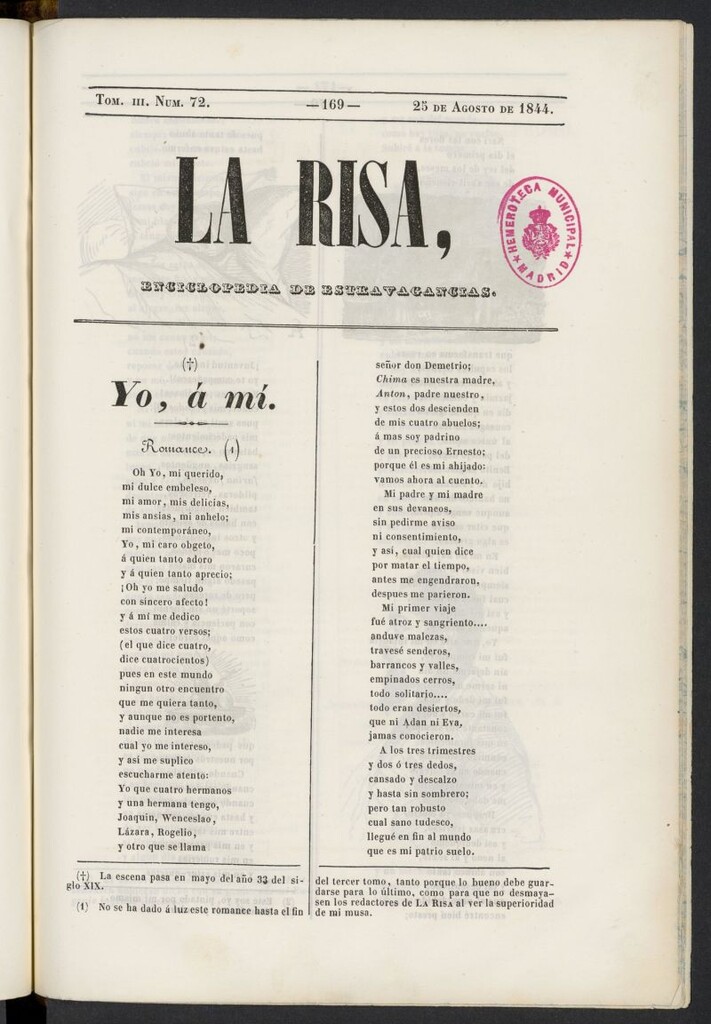 Tom. III. Num. 72.
—169—
25 de Agosto de 1844.
LA RISA,
ENCICLOPEDIA DE ESTRAVAGANCIAS.
HEMEROTECA MUNICIPAL
MADRID
(†)
Yo, á mí.
Romance. (1)
Oh Yo, mi querido,
mi dulce embeleso,
mi amor, mis delicias,
mis ansias, mi anhelo;
mi contemporáneo,
Yo, mi caro obgeto,
á quien tanto adoro
y á quien tanto aprecio;
¡Oh yo me saludo
con sincero afecto!
y á mí me dedico
estos cuatro versos;
(el que dice cuatro,
dice cuatrocientos)
pues en este mundo
ningun otro encuentro
que me quiera tanto,
y aunque no es portento,
nadie me interesa
cual yo me intereso,
y asi me suplico
escucharme atento:
Yo que cuatro hermanos
y una hermana tengo,
Joaquin, Wenceslao,
Lázara, Rogelio,
y otro que se llama
señor don Demetrio;
Chima es nuestra madre,
Anton, padre nuestro,
y estos dos descienden
de mis cuatro abuelos;
á mas soy padrino
de un precioso Ernesto;
porque él es mi ahijado:
vamos ahora al cuento.
Mi padre y mi madre
en sus devaneos,
sin pedirme aviso
ni consentimiento,
y asi, cual quien dice
por matar el tiempo,
antes me engendraron,
despues me parieron.
Mi primer viaje
fué atroz y sangriento....
anduve malezas,
travesé senderos,
barrancos y valles,
empinados cerros,
todo solitario....
todo eran desiertos,
que ni Adan ni Eva,
jamas conocieron.
A los tres trimestres
y dos ó tres dedos,
cansado y descalzo
y hasta sin sombrero;
pero tan robusto
cual sano tudesco,
llegué en fin al mundo
que es mi patrio suelo.
(†) La escena pasa en mayo del año 33 del si-
glo XIX.
(1) No se ha dado á luz este romance hasta el fin
del tercer tomo, tanto porque lo bueno debe guar-
darse para lo último, como para que no desmaya-
sen los redactores de La Risa al ver la superioridad
de mi musa.